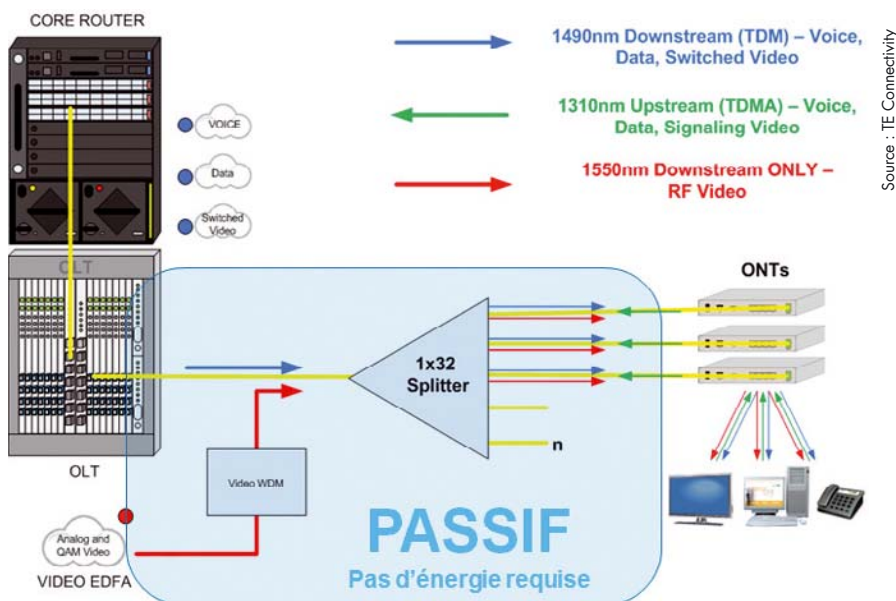 CORE ROUTER
1490nm Downstream (TDM) – Voice,
Data, Switched Video
1310nm Upstream (TDMA) – Voice,
Data, Signaling Video
1550nm Downstream ONLY –
RF Video
Source : TE Connectivity
VOICE
Data
Switched
Video
OLT
ONTs
1x32
Splitter
n
OLT
Video WDM
Analog and
QAM Video
VIDEO EDFA
PASSIF
Pas d'énergie requise